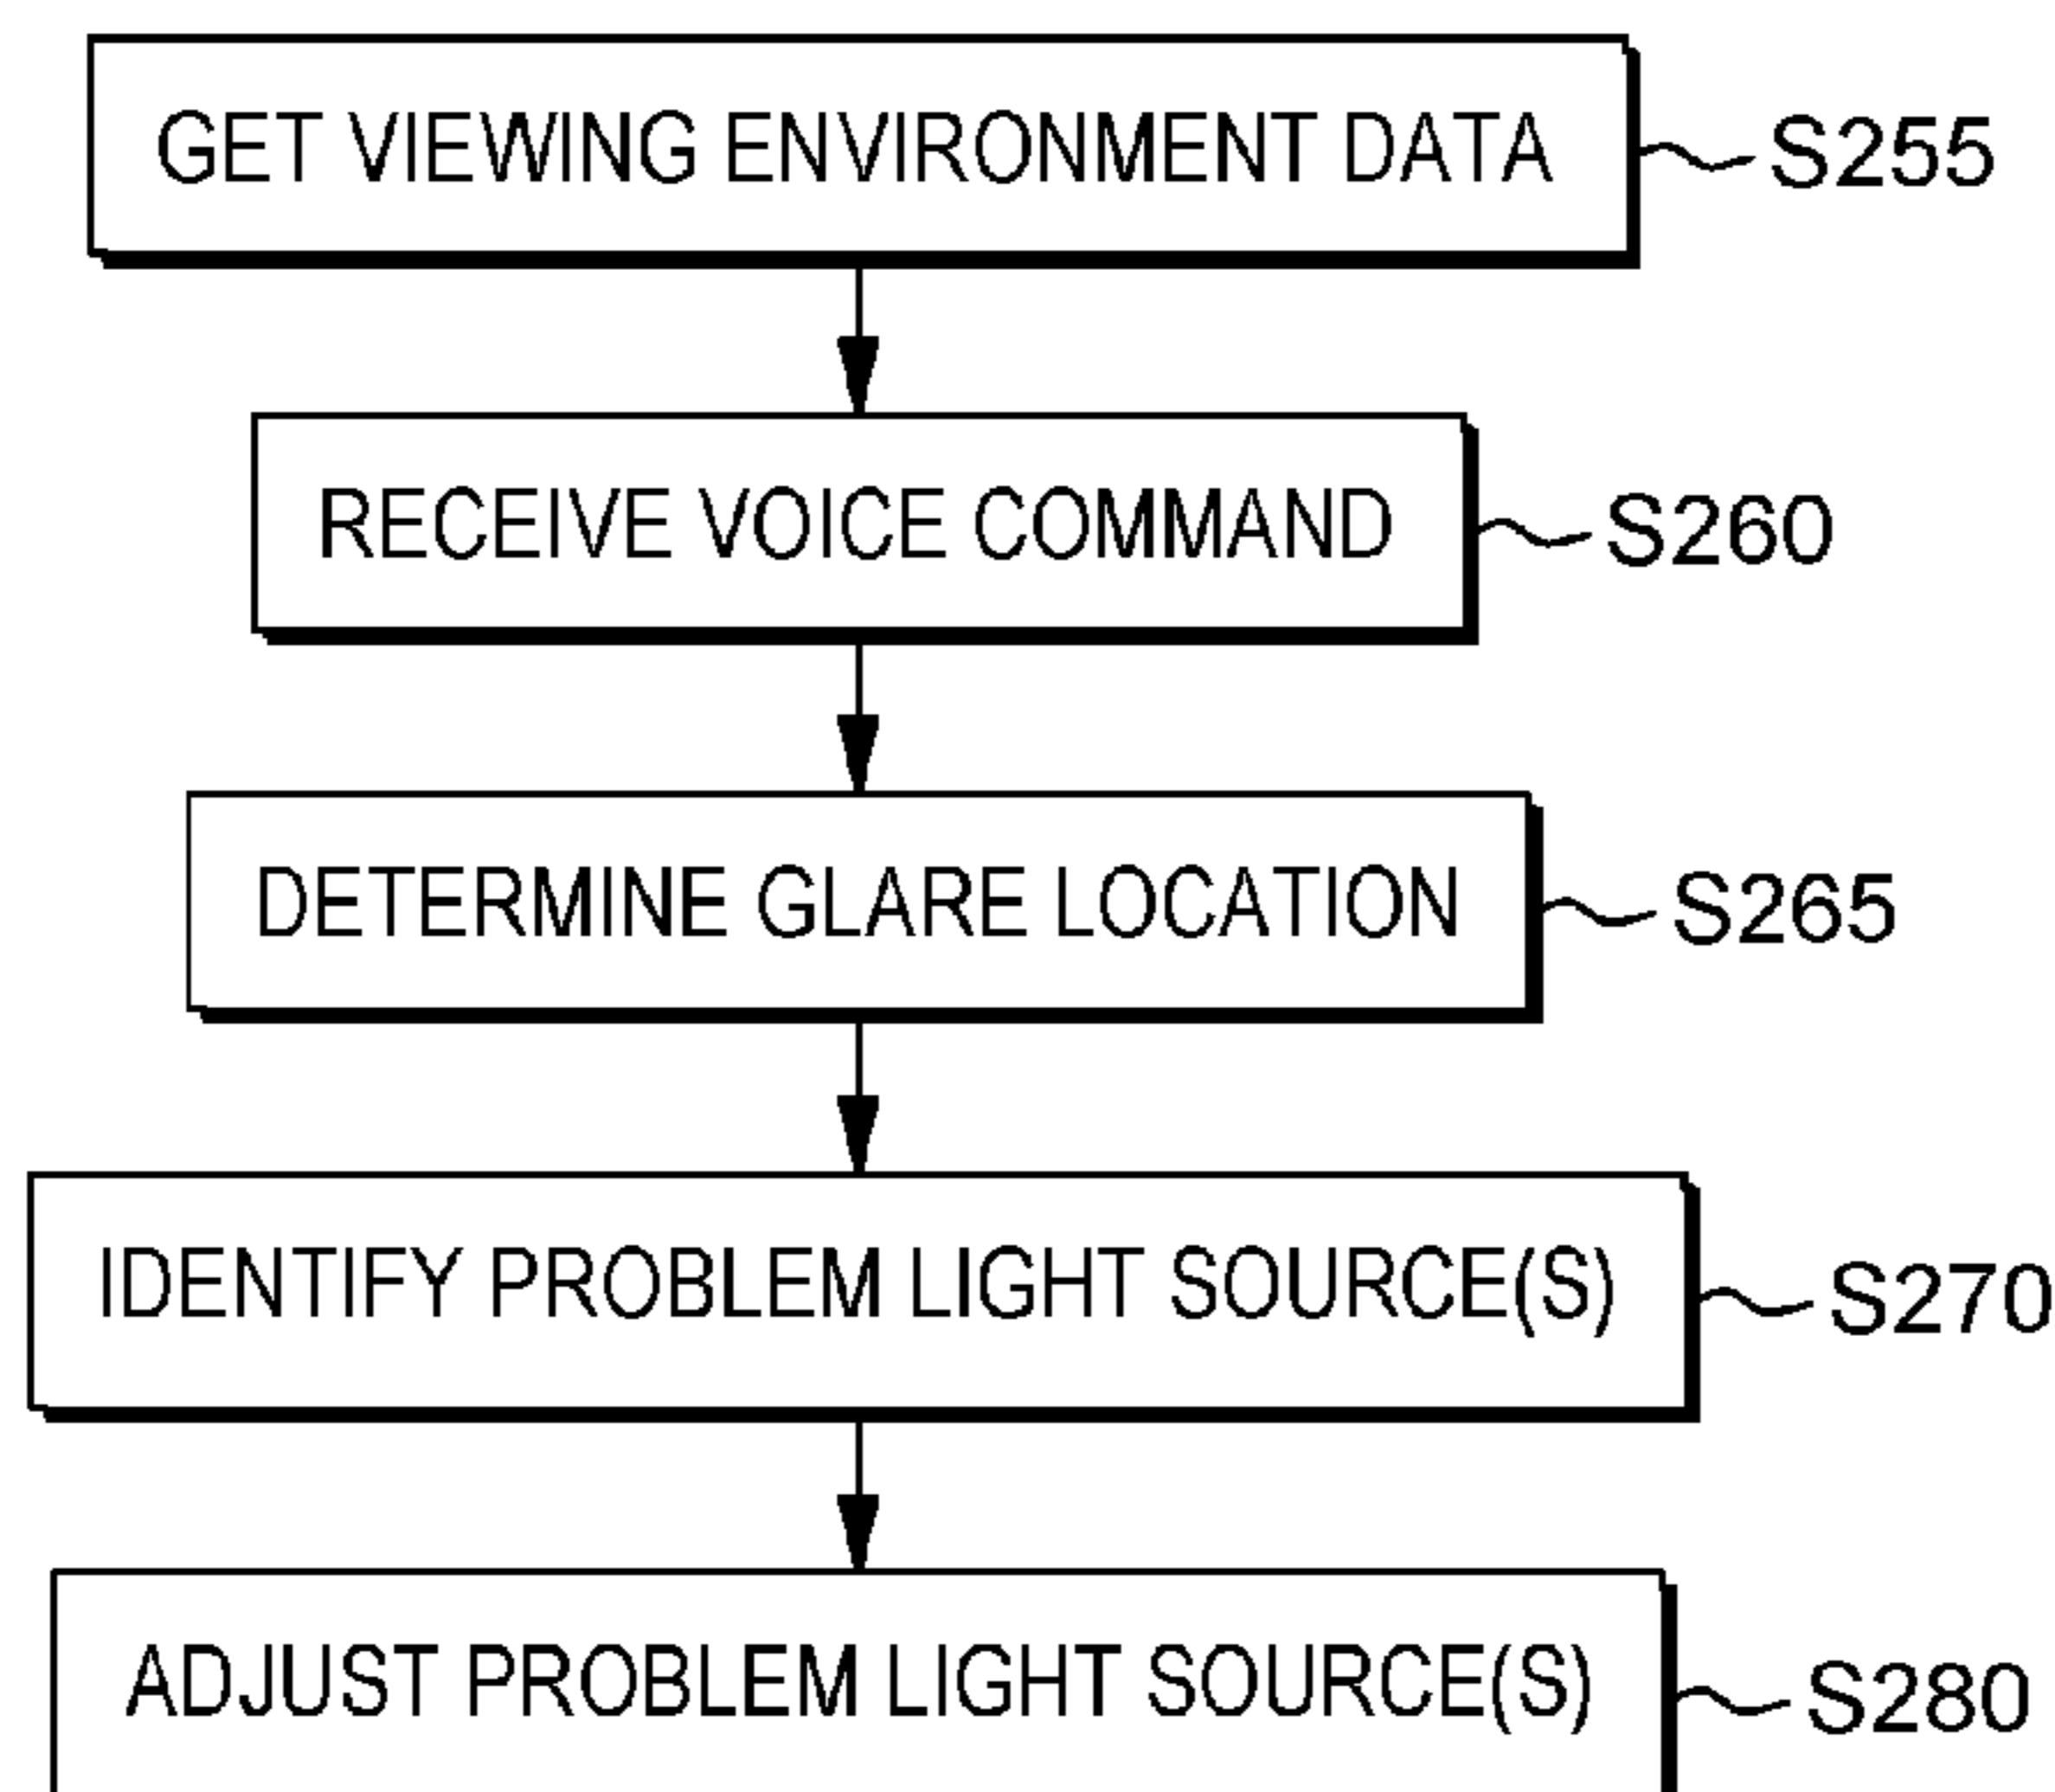 GET VIEWING ENVIRONMENT DATA S255
RECEIVE VOICE COMMAND S260
DETERMINE GLARE LOCATION S265
IDENTIFY PROBLEM LIGHT SOURCE(S) S270
ADJUST PROBLEM LIGHT SOURCE(S) S280